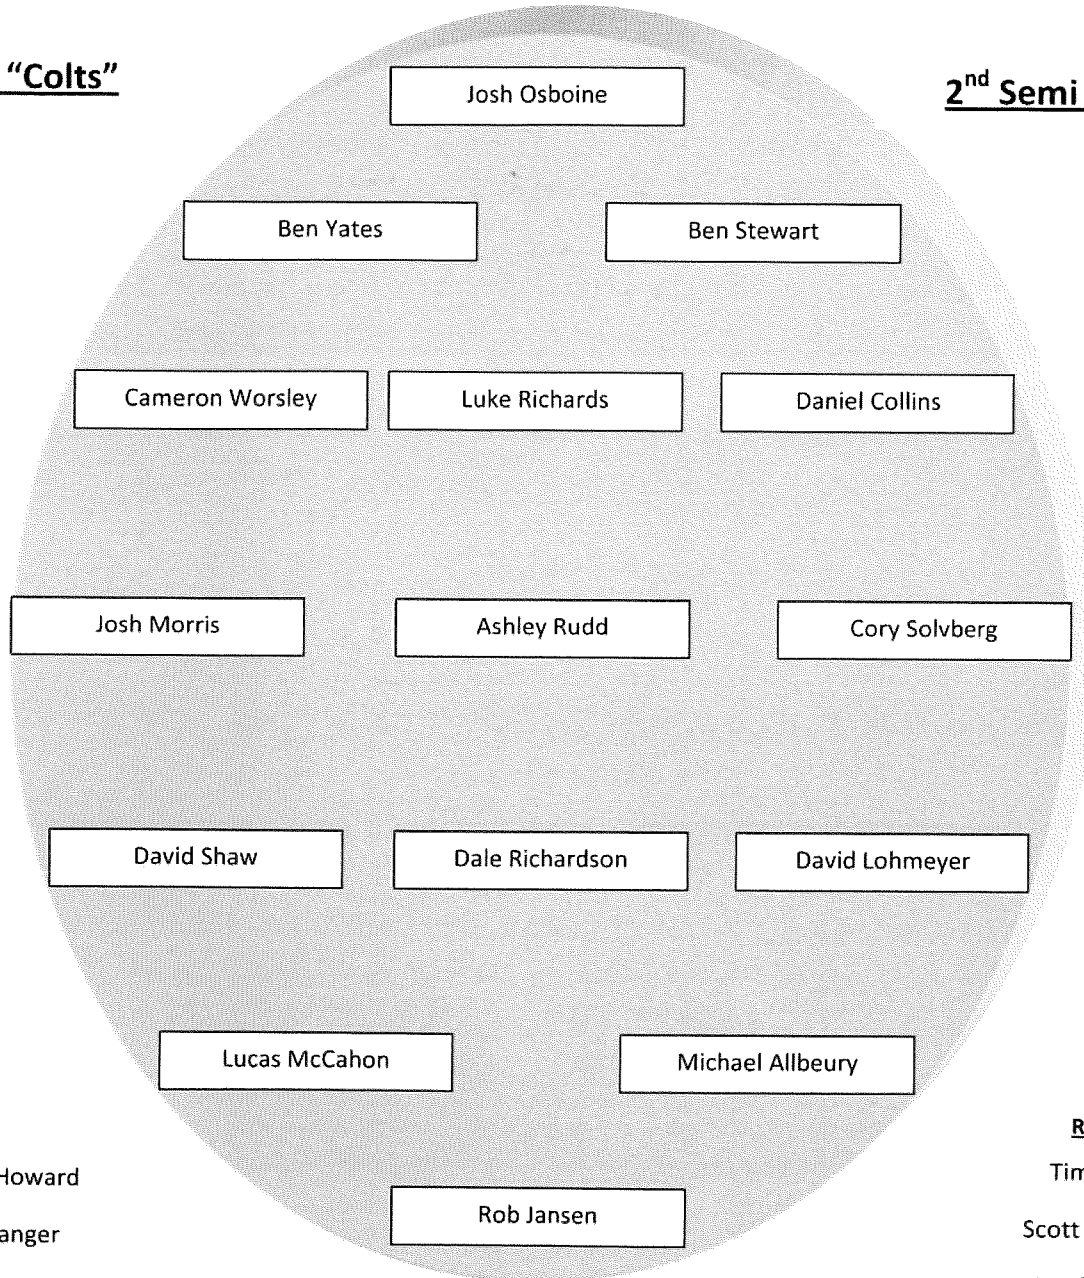 “Colts”
2nd Semi
Josh Osboine
Ben Yates Ben Stewart
Cameron Worsley Luke Richards Daniel Collins
Josh Morris Ashley Rudd Cory Solvberg
David Shaw Dale Richardson David Lohmeyer
Lucas McCahon Michael Allbeury
R
Howard Tim
Rob Jansen
anger Scott